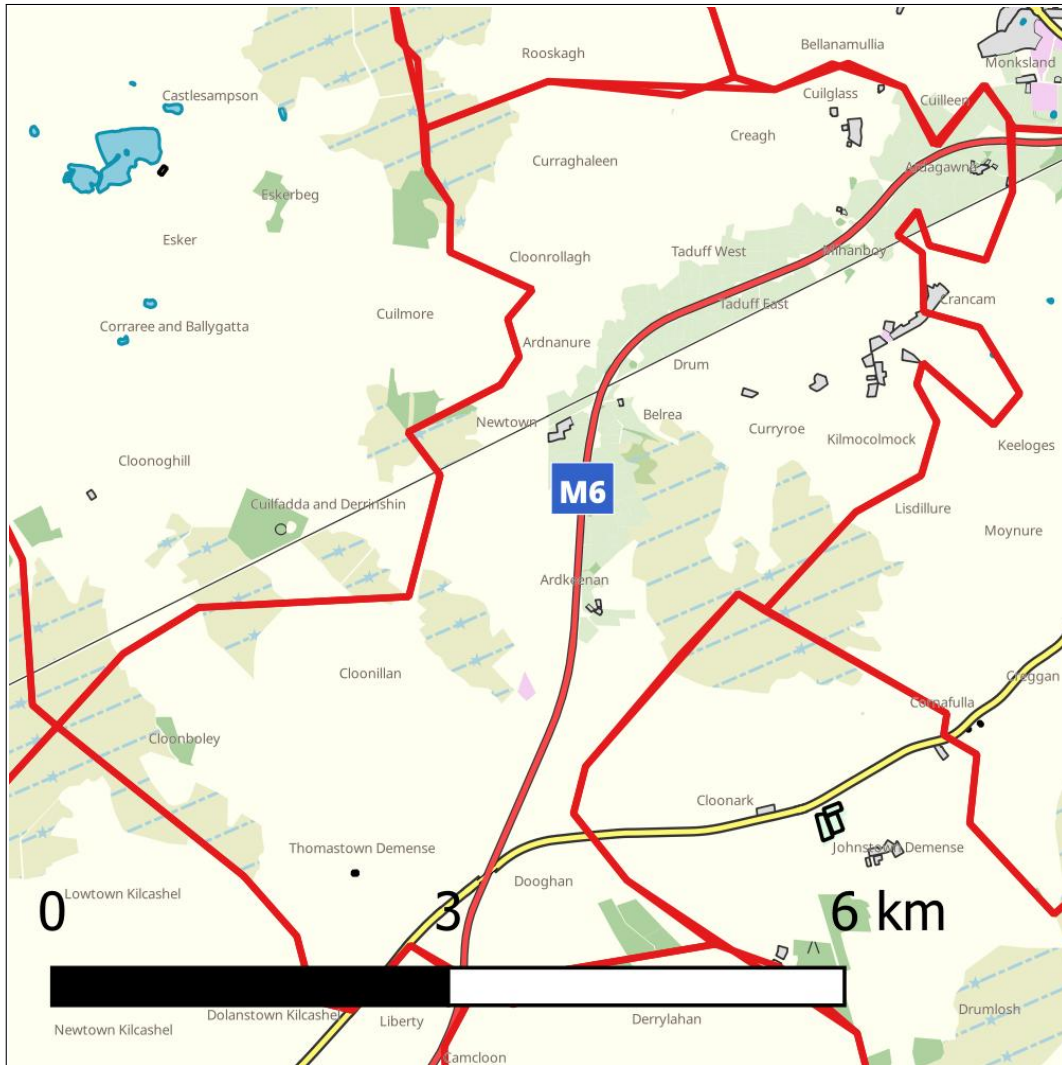 Rooskagh
Bellanamullia
Monksland
Castlesampson
Cuilglass
Cuilleen
Creagh
Curraghaleen
Ardagawna
Eskerbeg
Esker
Taduff West
Mihanboy
Cloonrollagh
Crancam
Taduff East
Cuilmore
Corraree and Ballygatta
Ardnanure
Drum
Belrea
Newtown
Curryroe
Kilmocolmock
Keeloges
Cloonoghill
M6
Cuilfadda and Derrinshin
Lisdillure
Moynure
Ardkeenan
Cloonillan
Creggan
Cornafulla
Cloonboley
Cloonark
Thomastown Demense
Johnstown Demense
Dooghan
Lowtown Kilcashel
0 3 6 km
Drumlosh
Dolanstown Kilcashel
Liberty
Derrylahan
Newtown Kilcashel
Camcloon